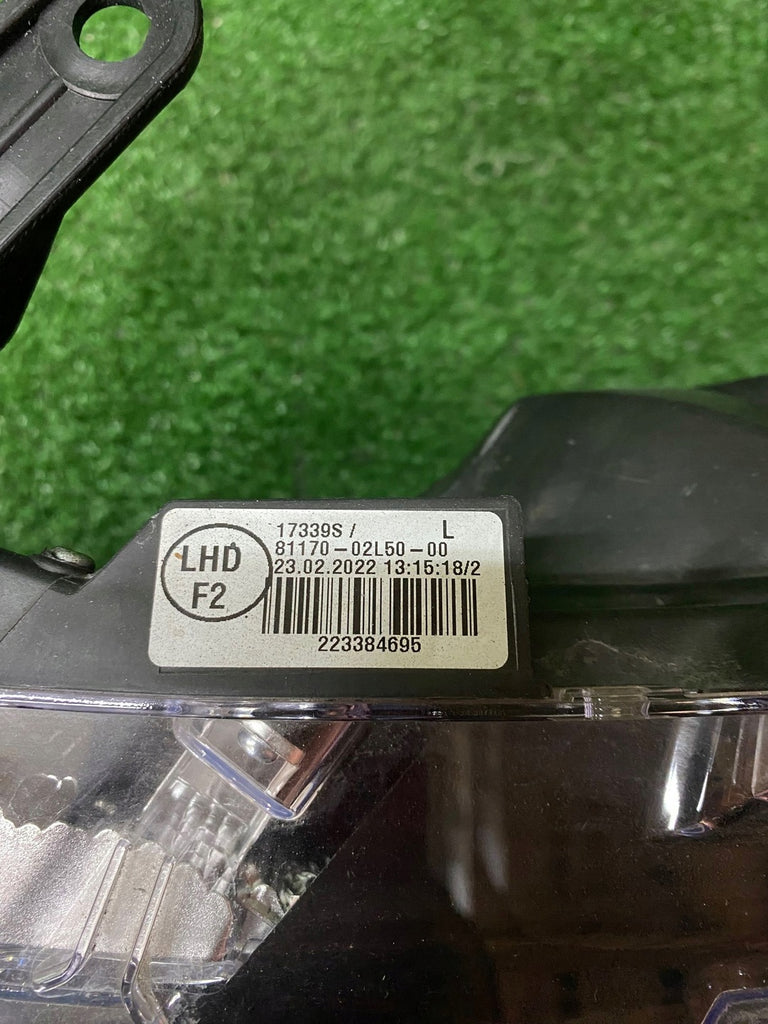 17339S / L
81170-02L50-00
23.02.2022 13:15:18/2
LHD
F2
223384695